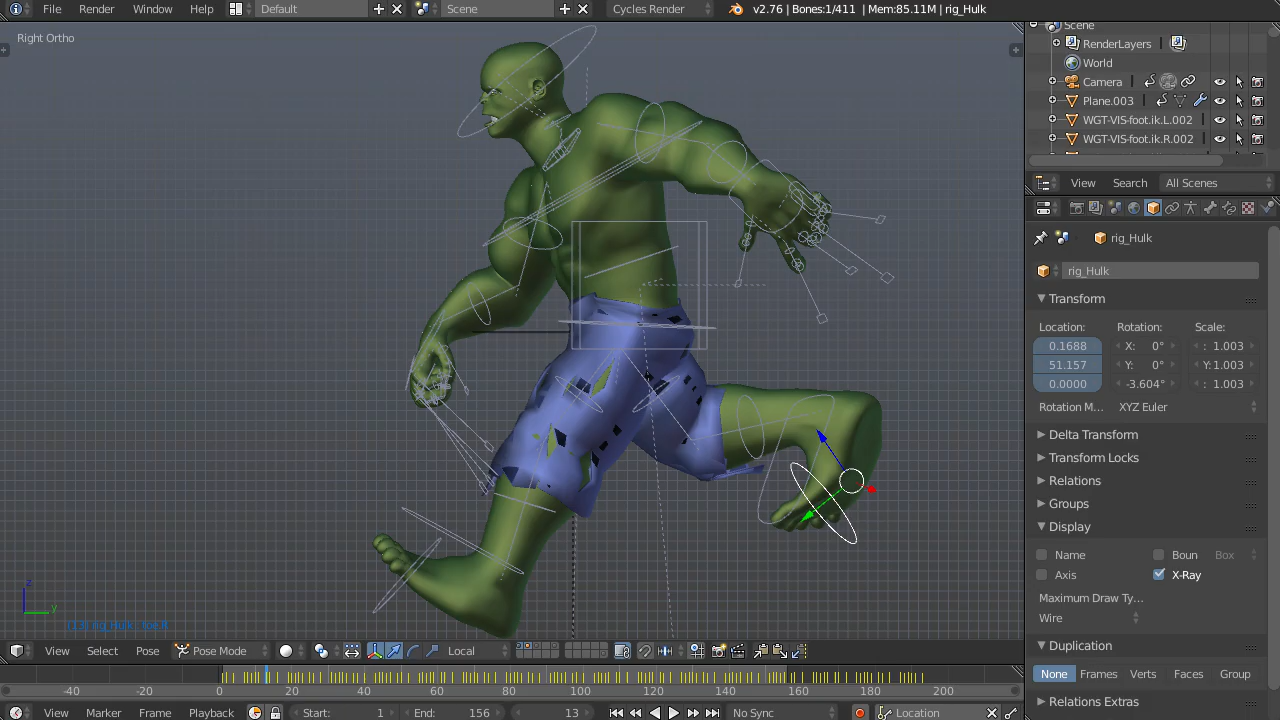 File Render Window Help Default Scene Cycles Render v2.76 | Bones:1/411 | Mem:85.11M | rig_Hulk
Right Ortho
Scene
RenderLayers
World
Camera
Plane.003
WGT-VIS-foot.ik.L.002
WGT-VIS-foot.ik.R.002
View Search All Scenes
rig_Hulk
rig_Hulk
Transform
Location: Rotation: Scale:
0.1688 X: 0° : 1.003
51.157 Y: 0° Y: 1.003
0.0000 -3.604° : 1.003
Rotation M... XYZ Euler
Delta Transform
Transform Locks
Relations
Groups
Display
Name Boun Box
Axis X-Ray
Maximum Draw Ty...
Wire
Duplication
None Frames Verts Faces Group
Relations Extras
z
y
(13) rig_Hulk : Toe.R
View Select Pose Pose Mode Local
-40 -20 0 20 40 60 80 100 120 140 160 180 200
View Marker Frame Playback Start: 1 End: 156 13 No Sync Location